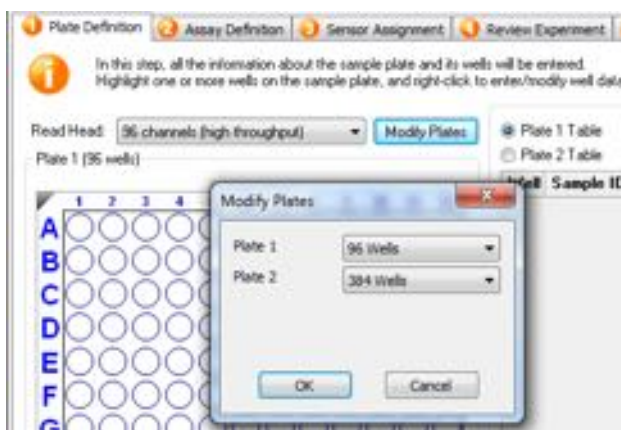 1 Plate Definition 2 Assay Definition 3 Sensor Assignment 4 Review Experiment
In this step, all the information about the sample plate and its wells will be entered.
Highlight one or more wells on the sample plate, and right-click to enter/modify well data
Read Head: 96 channels (high throughput) Modify Plates Plate 1 Table
Plate 1 (96 wells) Plate 2 Table
Well Sample ID
1 2 3 4
Modify Plates
A
Plate 1 96 Wells
B
Plate 2 384 Wells
C
D
E
OK Cancel
F
G